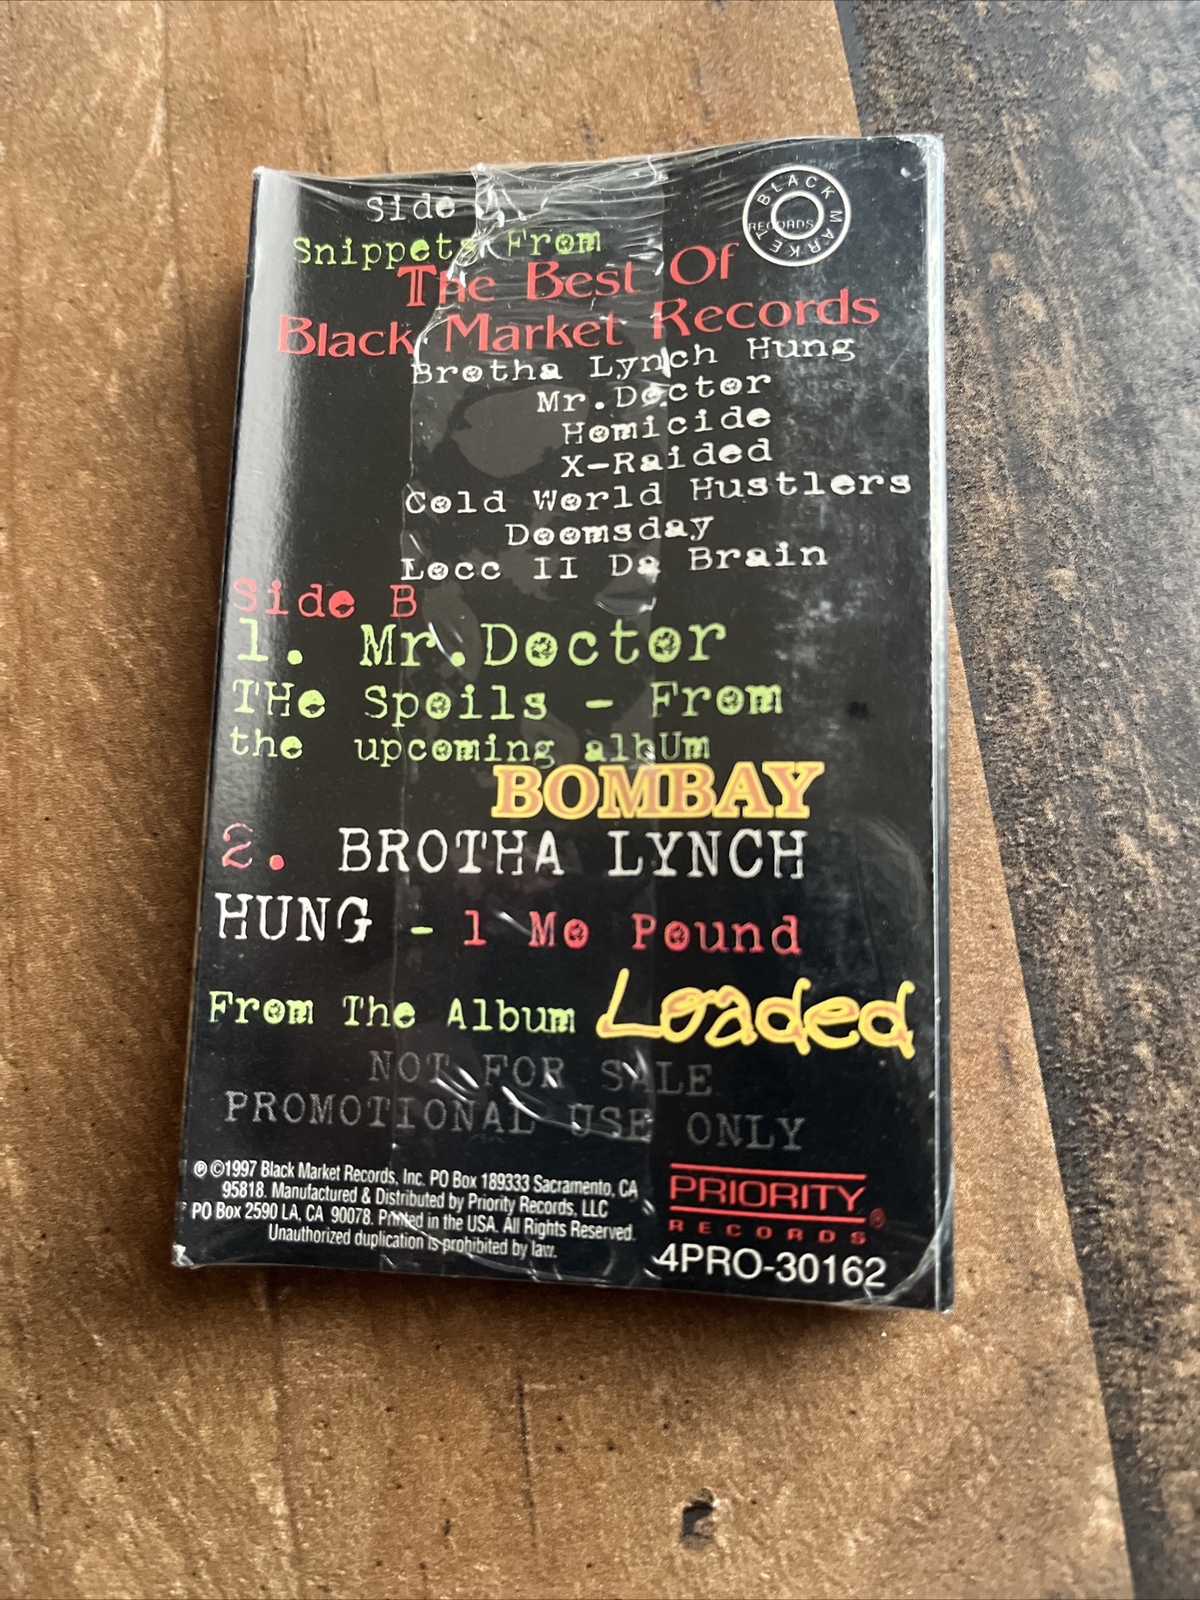 Side
BLACK MARKET
RECORDS
Snippets From
The Best Of
Black Market Records
Brotha Lynch Hung
Mr.Doctor
Homicide
X-Raided
Cold World Hustlers
Doomsday
Locc II Da Brain
Side B
1. Mr.Doctor
THe Spoils - From
the upcoming albUm
BOMBAY
2. BROTHA LYNCH
HUNG - 1 Mo Pound
From The Album Loaded
NOT FOR SALE
PROMOTIONAL USE ONLY
℗ ©1997 Black Market Records, Inc. PO Box 189333 Sacramento, CA
95818. Manufactured & Distributed by Priority Records, LLC
PO Box 2590 LA, CA 90078. Printed in the USA. All Rights Reserved.
Unauthorized duplication is prohibited by law.
PRIORITY®
RECORDS
4PRO-30162